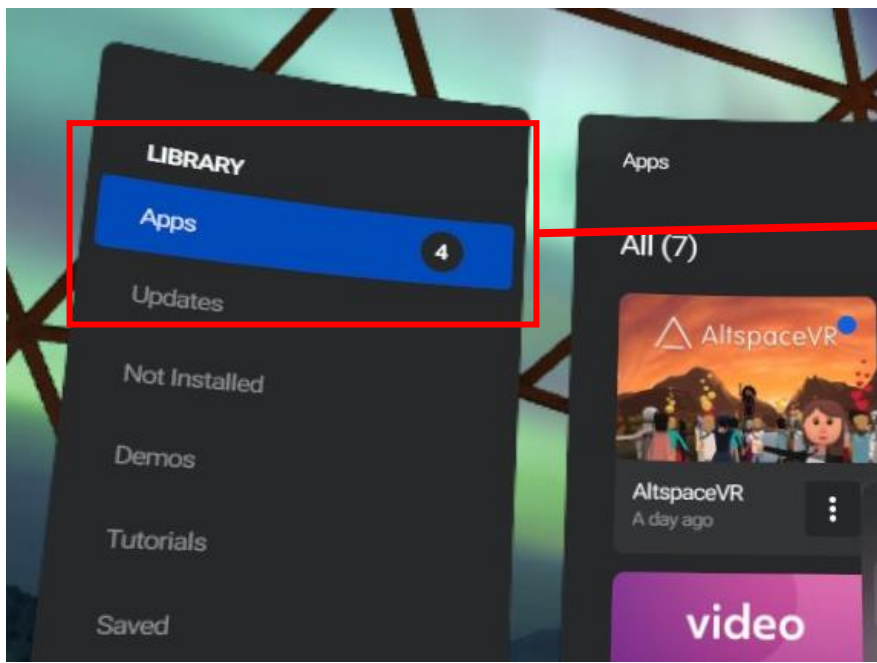 LIBRARY
Apps
4
Updates
Not Installed
Demos
Tutorials
Saved
Apps
All (7)
AltspaceVR
AltspaceVR
A day ago
video